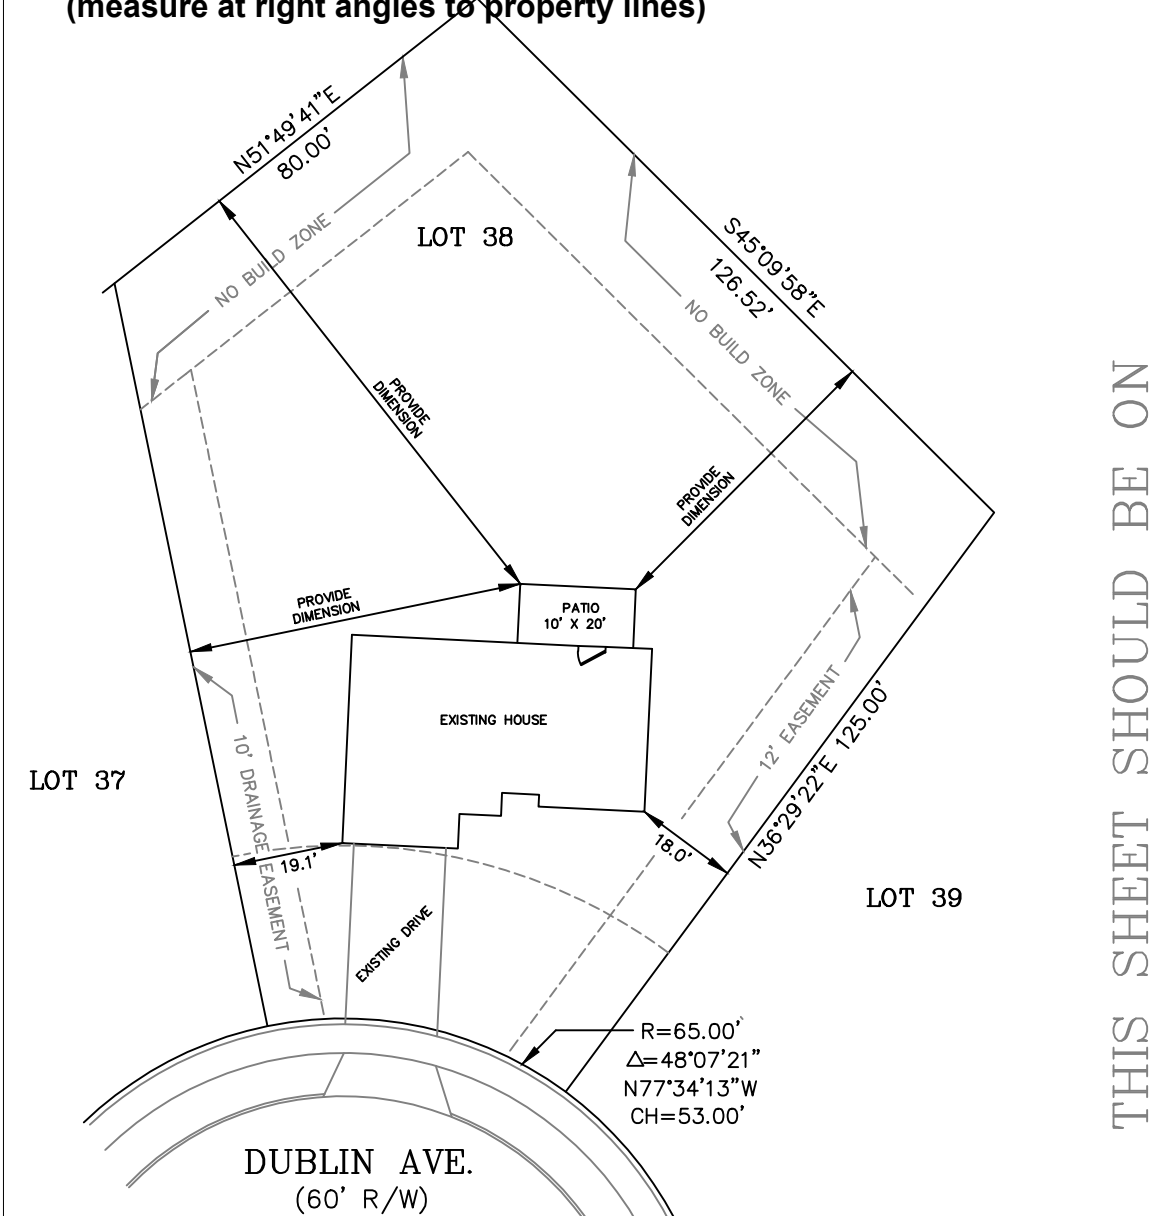 (measure at right angles to property lines)
N51°49'41"E
80.00'
NO BUILD ZONE
LOT 38
S45°09'58"E
126.52'
NO BUILD ZONE
PROVIDE
DIMENSION
PROVIDE
DIMENSION
PROVIDE
DIMENSION
PATIO
10' X 20'
EXISTING HOUSE
12' EASEMENT
N36°29'22"E 125.00'
LOT 37
10' DRAINAGE EASEMENT
19.1'
18.0'
LOT 39
EXISTING DRIVE
R=65.00'
Δ=48°07'21"
N77°34'13"W
CH=53.00'
DUBLIN AVE.
(60' R/W)
THIS SHEET SHOULD BE ON